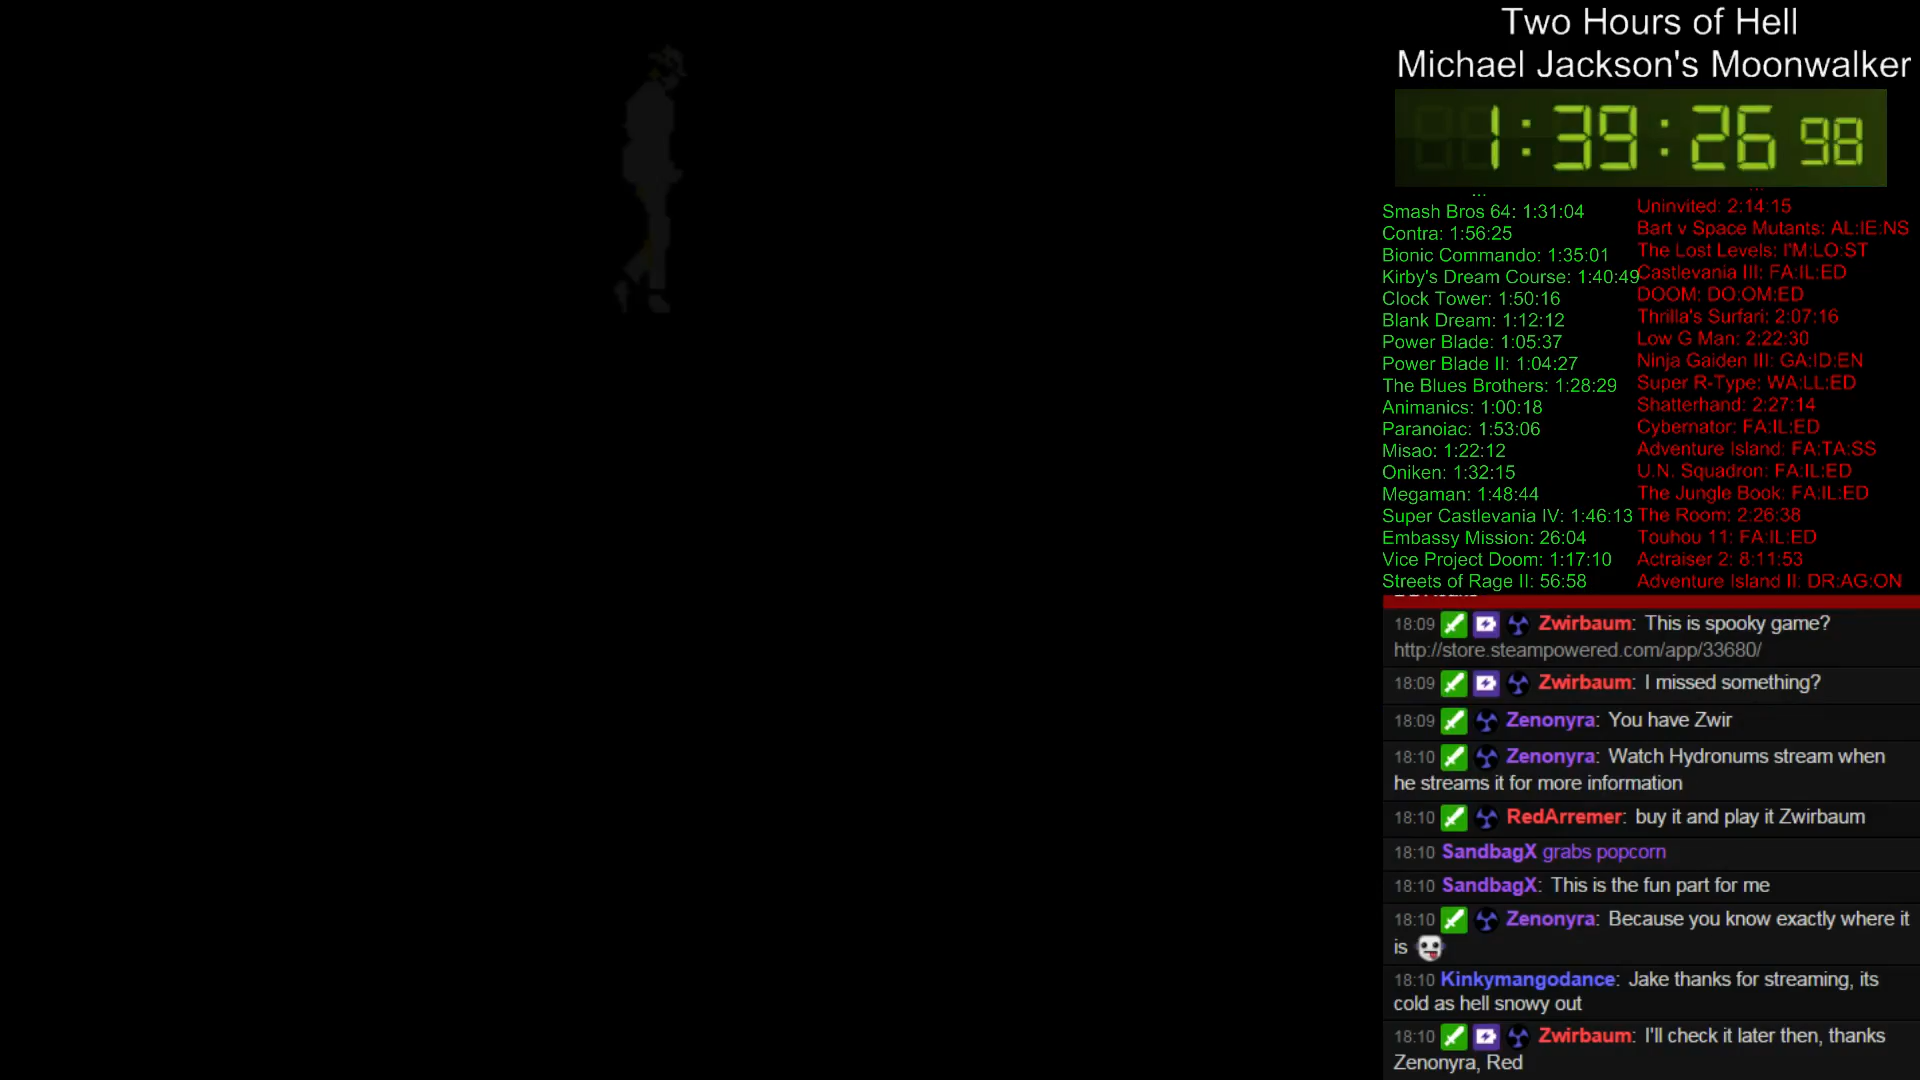 Two Hours of Hell
Michael Jackson's Moonwalker
1:39:26 98
...
Smash Bros 64: 1:31:04
Contra: 1:56:25
Bionic Commando: 1:35:01
Kirby's Dream Course: 1:40:49
Clock Tower: 1:50:16
Blank Dream: 1:12:12
Power Blade: 1:05:37
Power Blade II: 1:04:27
The Blues Brothers: 1:28:29
Animanics: 1:00:18
Paranoiac: 1:53:06
Misao: 1:22:12
Oniken: 1:32:15
Megaman: 1:48:44
Super Castlevania IV: 1:46:13
Embassy Mission: 26:04
Vice Project Doom: 1:17:10
Streets of Rage II: 56:58
...
Uninvited: 2:14:15
Bart v Space Mutants: AL:IE:NS
The Lost Levels: I'M:LO:ST
Castlevania III: FA:IL:ED
DOOM: DO:OM:ED
Thrilla's Surfari: 2:07:16
Low G Man: 2:22:30
Ninja Gaiden III: GA:ID:EN
Super R-Type: WA:LL:ED
Shatterhand: 2:27:14
Cybernator: FA:IL:ED
Adventure Island: FA:TA:SS
U.N. Squadron: FA:IL:ED
The Jungle Book: FA:IL:ED
The Room: 2:26:38
Touhou 11: FA:IL:ED
Actraiser 2: 8:11:53
Adventure Island II: DR:AG:ON
18:09 Zwirbaum: This is spooky game?
http://store.steampowered.com/app/33680/
18:09 Zwirbaum: I missed something?
18:09 Zenonyra: You have Zwir
18:10 Zenonyra: Watch Hydronums stream when
he streams it for more information
18:10 RedArremer: buy it and play it Zwirbaum
18:10 SandbagX grabs popcorn
18:10 SandbagX: This is the fun part for me
18:10 Zenonyra: Because you know exactly where it
is
18:10 Kinkymangodance: Jake thanks for streaming, its
cold as hell snowy out
18:10 Zwirbaum: I'll check it later then, thanks
Zenonyra, Red